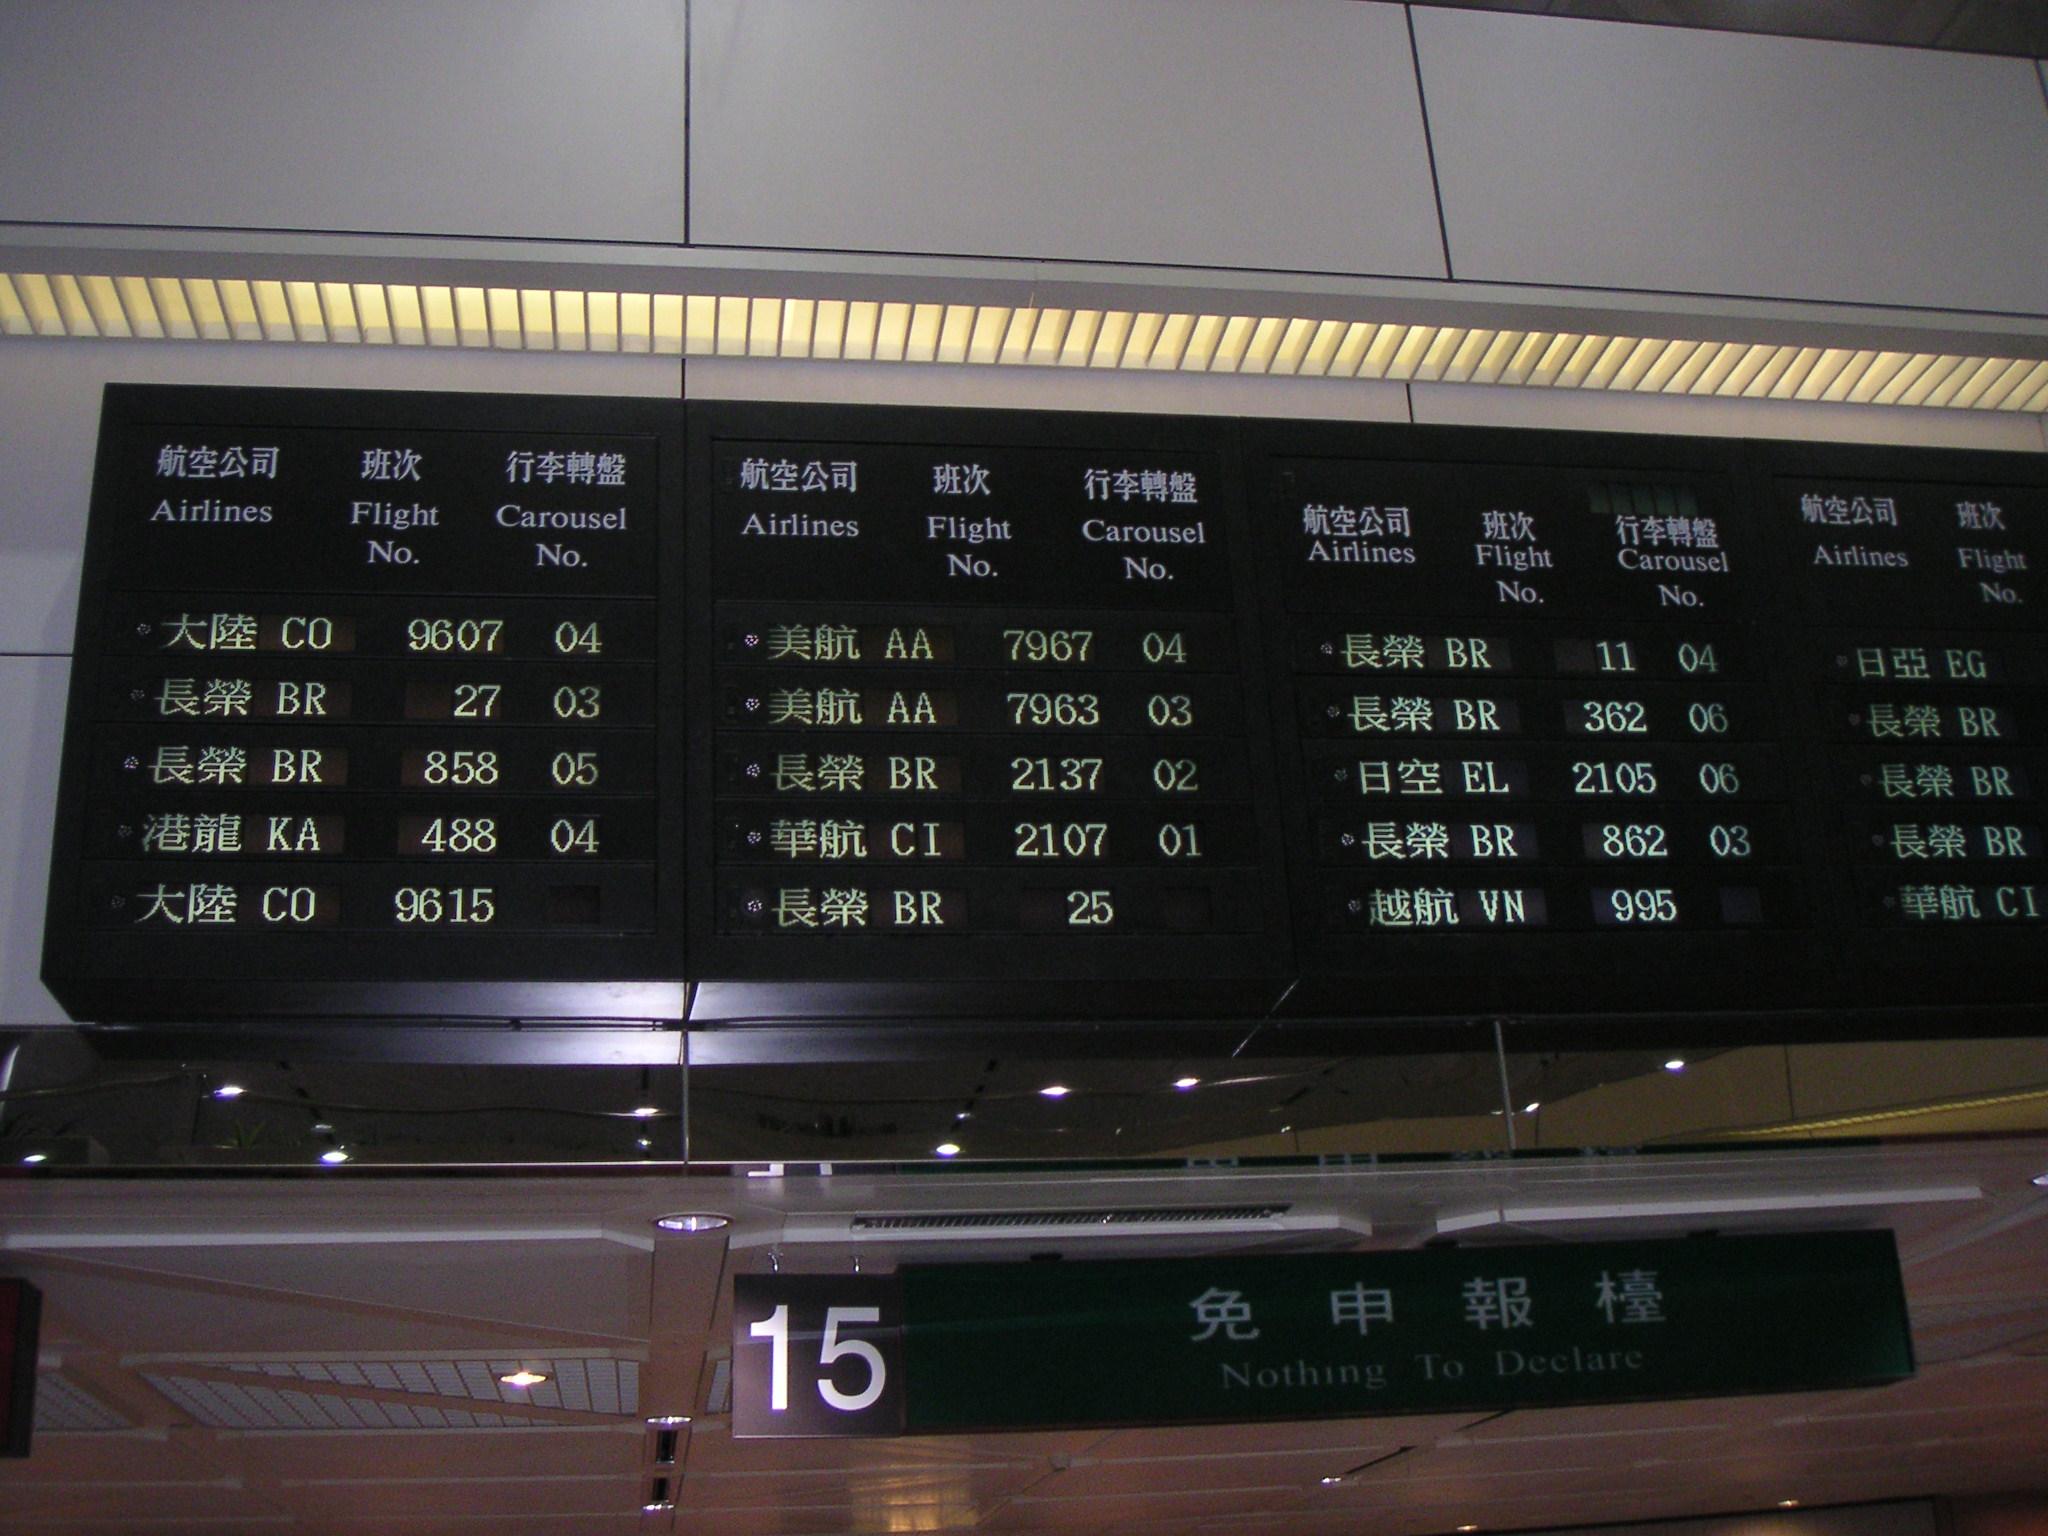 航空公司 班次 行李轉盤
Airlines Flight Carousel
No. No.
大陸 CO 9607 04
長榮 BR 27 03
長榮 BR 858 05
港龍 KA 488 04
大陸 CO 9615
航空公司 班次 行李轉盤
Airlines Flight Carousel
No. No.
美航 AA 7967 04
美航 AA 7963 03
長榮 BR 2137 02
華航 CI 2107 01
長榮 BR 25
航空公司 班次 行李轉盤
Airlines Flight Carousel
No. No.
長榮 BR 11 04
長榮 BR 362 06
日空 EL 2105 06
長榮 BR 862 03
越航 VN 995
航空公司 班次
Airlines Flight
No.
日亞 EG
長榮 BR
長榮 BR
長榮 BR
華航 CI
15 免申報檯
Nothing To Declare